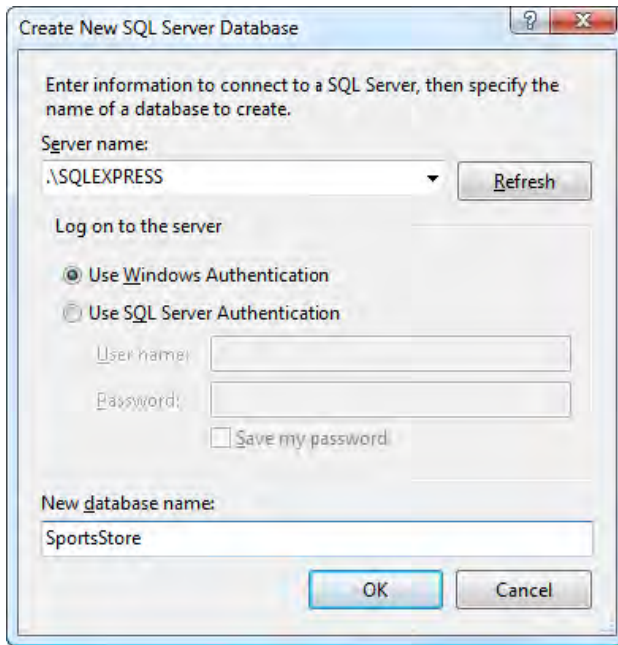 Create New SQL Server Database
Enter information to connect to a SQL Server, then specify the
name of a database to create.
Server name:
.\SQLEXPRESS
Refresh
Log on to the server
Use Windows Authentication
Use SQL Server Authentication
User name:
Password:
Save my password
New database name:
SportsStore
OK
Cancel